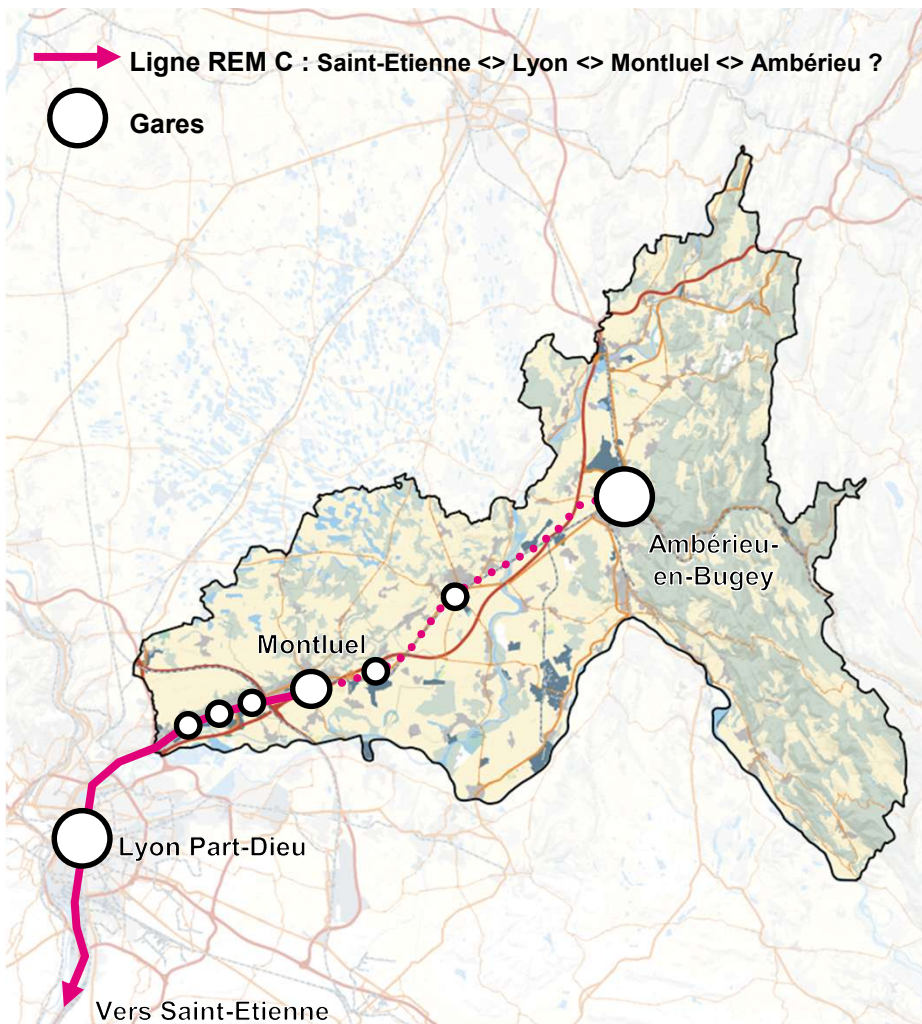 Ligne REM C : Saint-Etienne <> Lyon <> Montluel <> Ambérieu ?
Gares
Ambérieu-
en-Bugey
Montluel
Lyon Part-Dieu
Vers Saint-Etienne